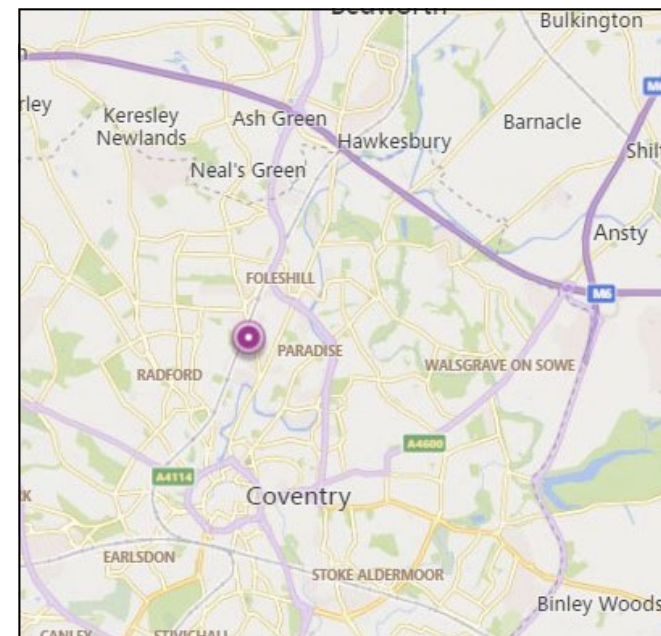 Bulkington
Keresley
Newlands
Ash Green
Barnacle
Hawkesbury
Neal's Green
Ansty
FOLESHILL
M6
PARADISE
WALSGRAVE ON SOWE
RADFORD
A4600
A4114
Coventry
EARLSDON
STOKE ALDERMOOR
Binley Woods